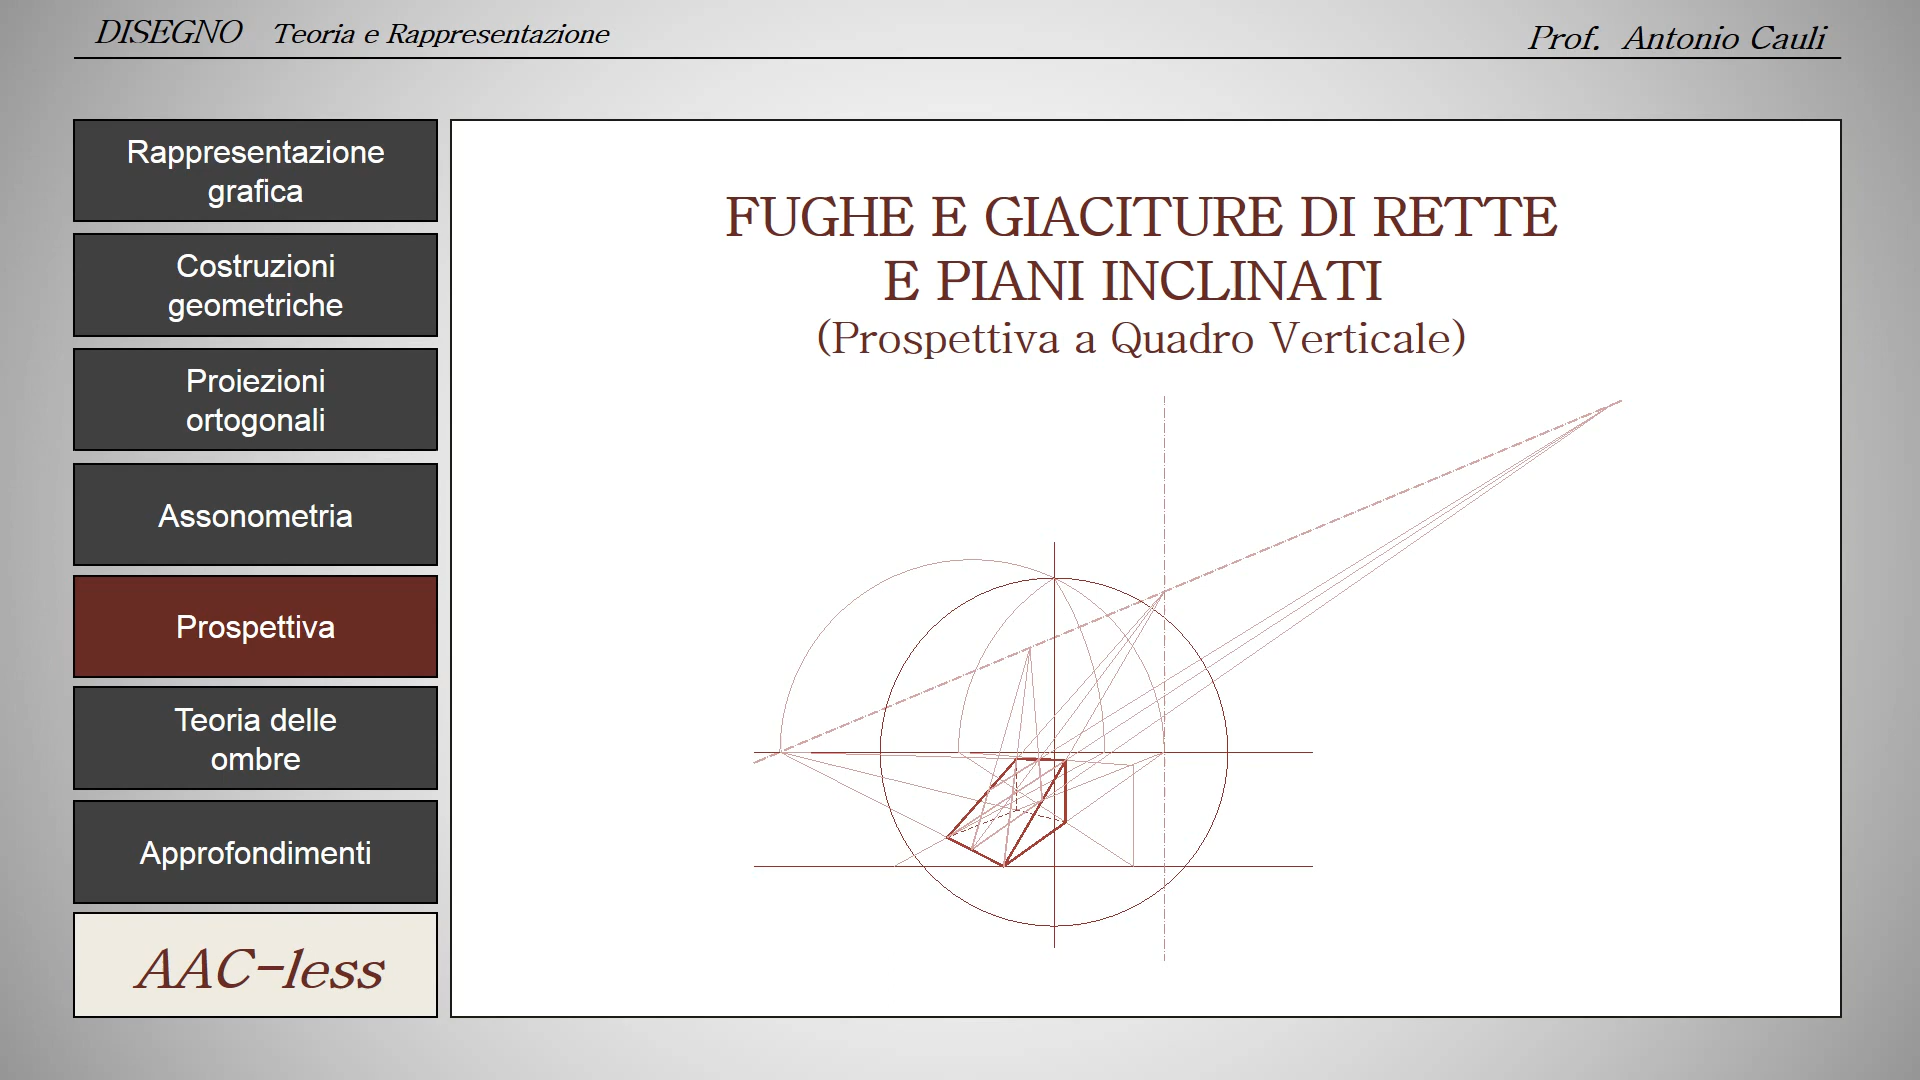 DISEGNO Teoria e Rappresentazione
Prof. Antonio Cauli
Rappresentazione
grafica
Costruzioni
geometriche
Proiezioni
ortogonali
Assonometria
Prospettiva
Teoria delle
ombre
Approfondimenti
AAC-less
FUGHE E GIACITURE DI RETTE
E PIANI INCLINATI
(Prospettiva a Quadro Verticale)